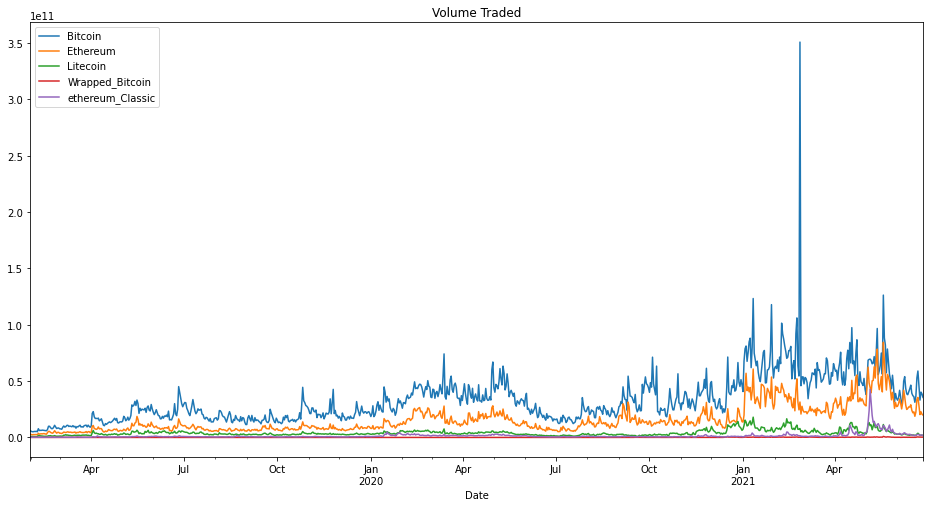 Volume Traded
1e11
Bitcoin
Ethereum
Litecoin
Wrapped_Bitcoin
ethereum_Classic
3.5
3.0
2.5
2.0
1.5
1.0
0.5
0.0
Apr Jul Oct Jan Apr Jul Oct Jan Apr
2020 2021
Date